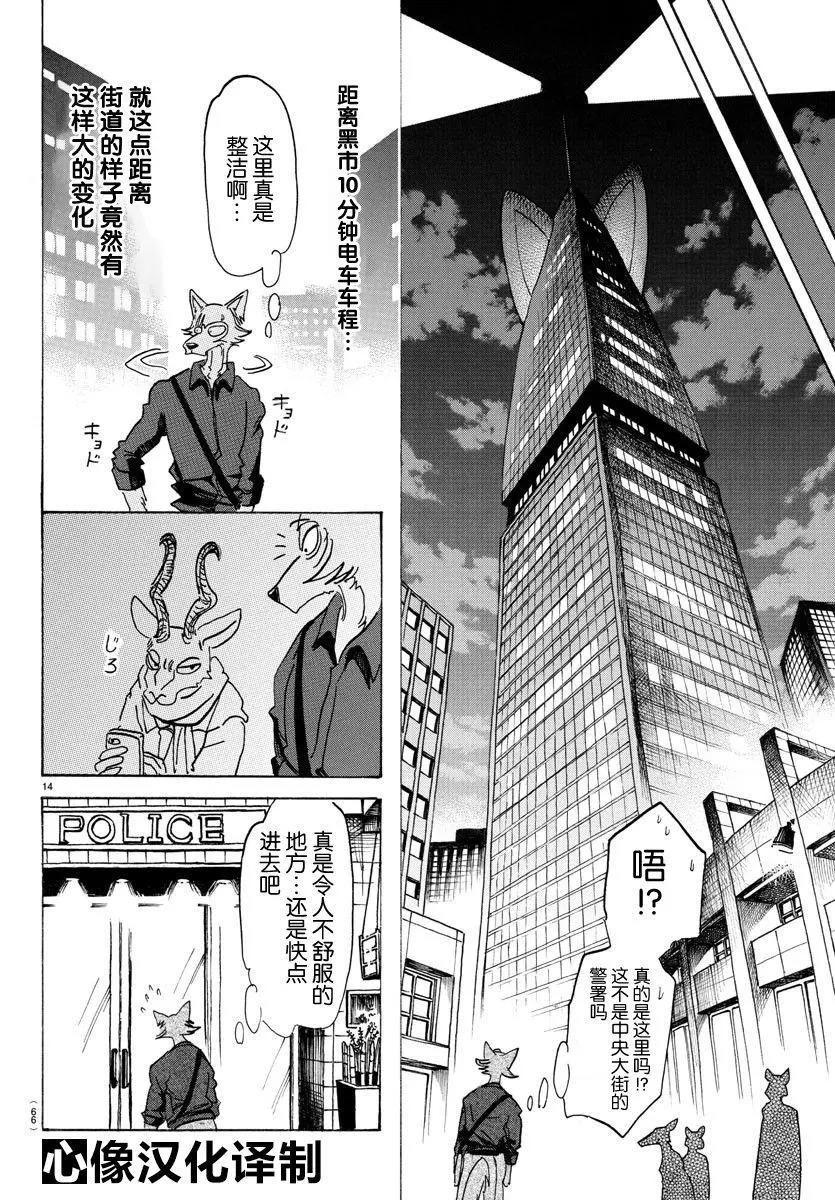 唔!?
真的是这里吗!?
这不是中央大街的
警署吗
距离黑市10分钟电车车程…
这里真是
整洁啊…
就这点距离
街道的样子竟然有
这样大的变化
キョド
キョド
じろ
14
POLICE
真是令人不舒服的
地方…还是快点
进去吧
(66)
心像汉化译制